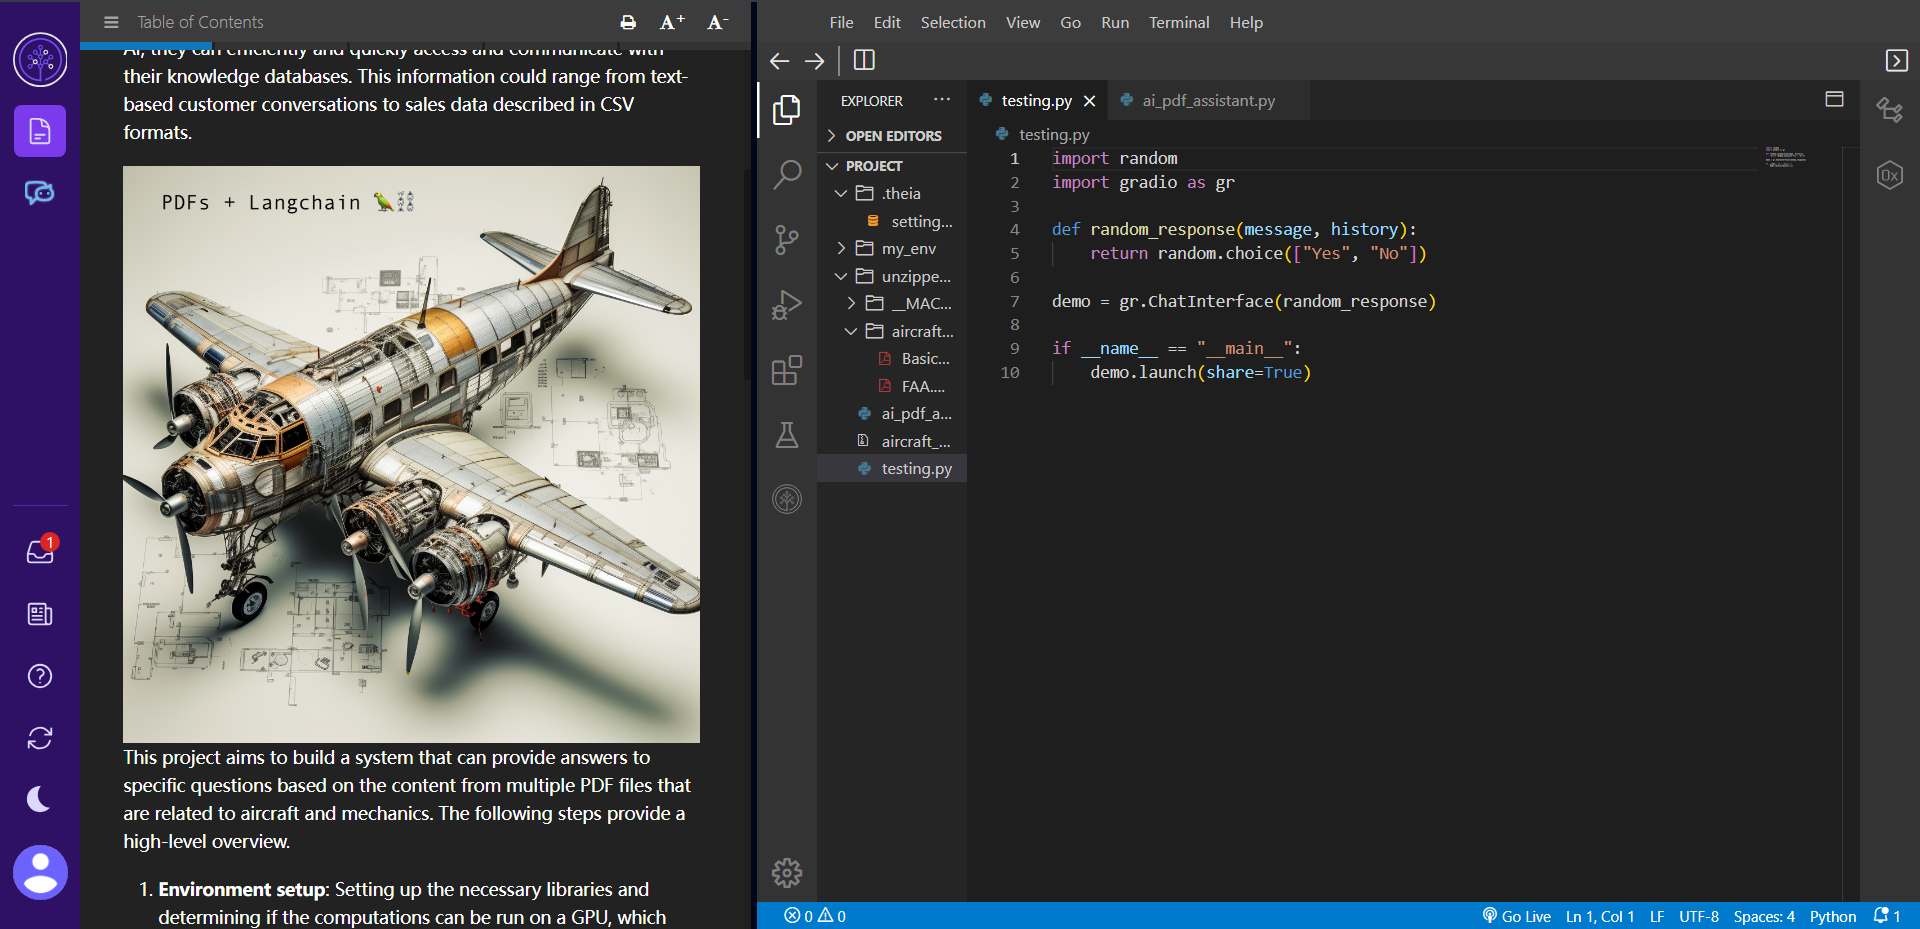 Table of Contents
A+ A-
AI, they can efficiently and quickly access and communicate with
their knowledge databases. This information could range from text-
based customer conversations to sales data described in CSV
formats.
PDFs + Langchain
This project aims to build a system that can provide answers to
specific questions based on the content from multiple PDF files that
are related to aircraft and mechanics. The following steps provide a
high-level overview.
1. Environment setup: Setting up the necessary libraries and
determining if the computations can be run on a GPU, which
1
File Edit Selection View Go Run Terminal Help
EXPLORER ...
OPEN EDITORS
PROJECT
.theia
setting...
my_env
unzippe...
__MAC...
aircraft...
Basic...
FAA....
ai_pdf_a...
aircraft_...
testing.py
testing.py ai_pdf_assistant.py
testing.py
1 import random
2 import gradio as gr
3
4 def random_response(message, history):
5 return random.choice(["Yes", "No"])
6
7 demo = gr.ChatInterface(random_response)
8
9 if __name__ == "__main__":
10 demo.launch(share=True)
0x
0 0
Go Live Ln 1, Col 1 LF UTF-8 Spaces: 4 Python 1